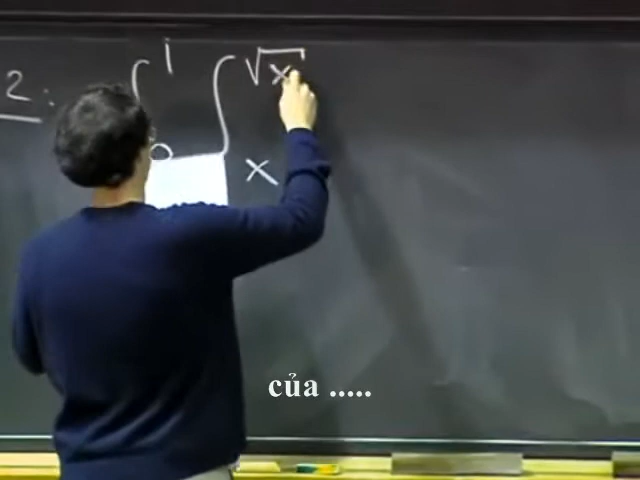 2: ∫ 1 ∫ √x
0 x
của .....